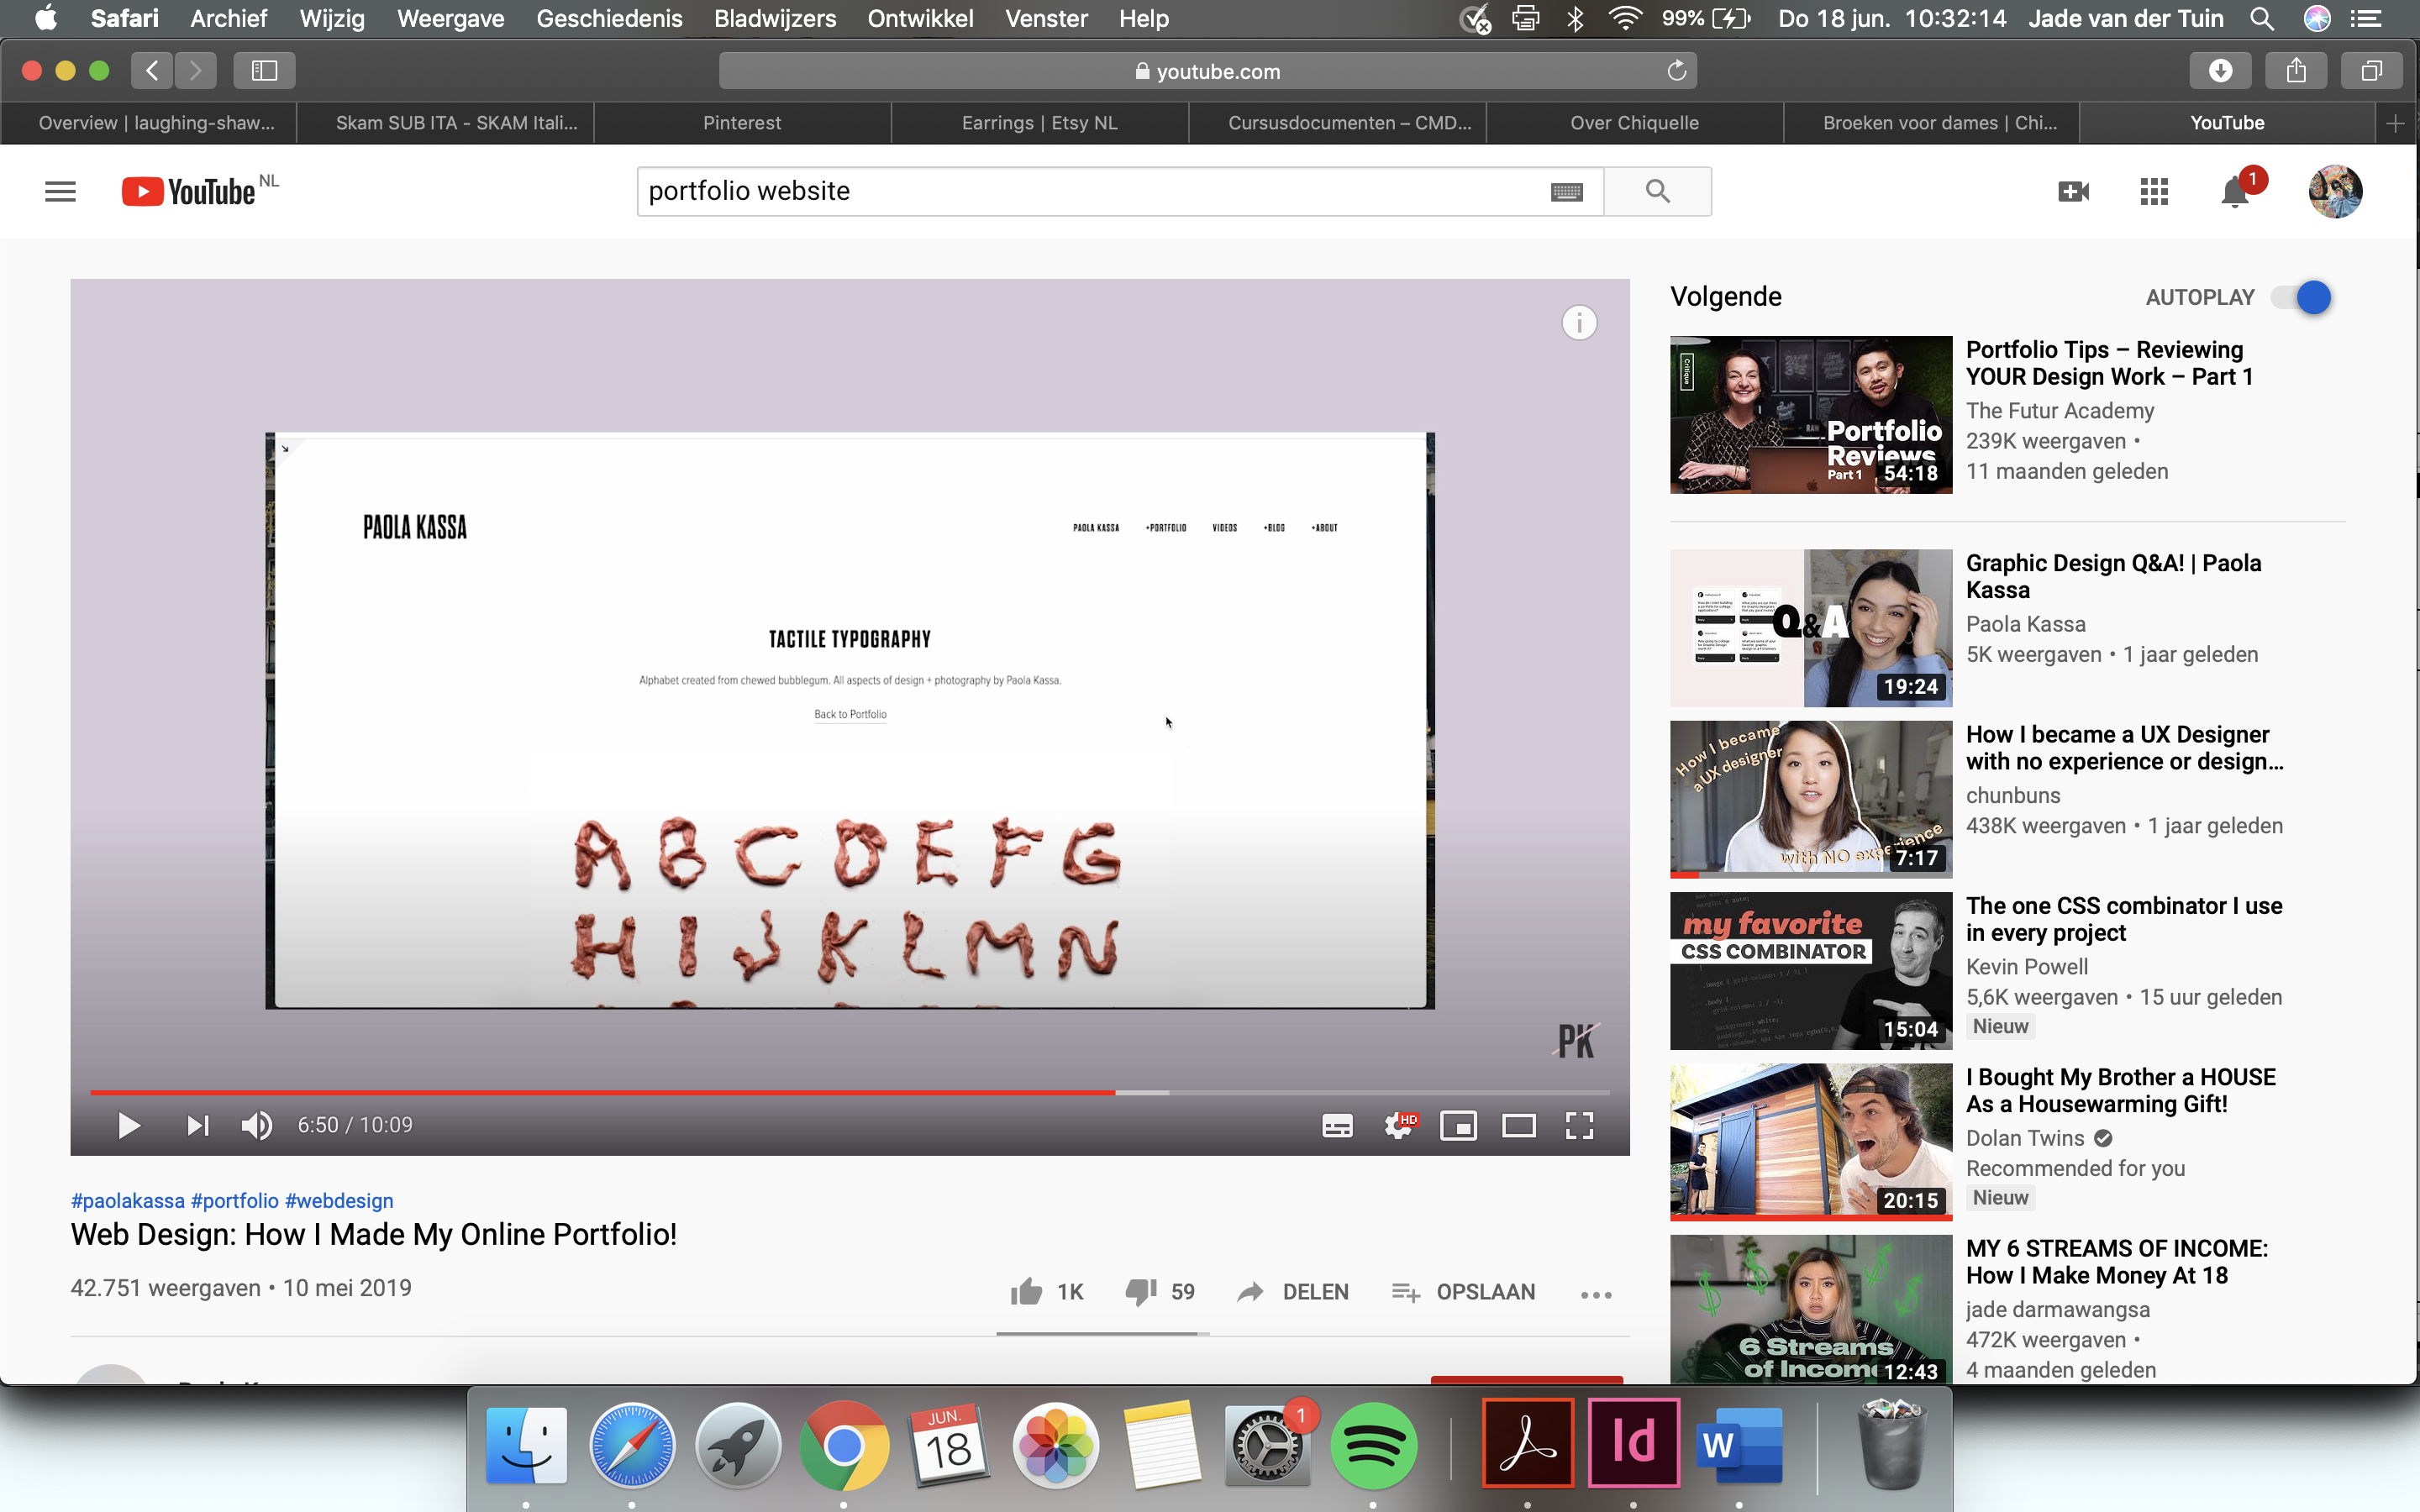 Safari Archief Wijzig Weergave Geschiedenis Bladwijzers Ontwikkel Venster Help 99% Do 18 jun. 10:32:14 Jade van der Tuin
youtube.com
Overview | laughing-shaw... Skam SUB ITA - SKAM Itali... Pinterest Earrings | Etsy NL Cursusdocumenten – CMD... Over Chiquelle Broeken voor dames | Chi... YouTube
YouTube NL portfolio website 1
PAOLA KASSA
PAOLA KASSA +PORTFOLIO VIDEOS +BLOG +ABOUT
TACTILE TYPOGRAPHY
Alphabet created from chewed bubblegum. All aspects of design + photography by Paola Kassa.
Back to Portfolio
A B C D E F G
H I J K L M N
PK
6:50 / 10:09 HD
#paolakassa #portfolio #webdesign
Web Design: How I Made My Online Portfolio!
42.751 weergaven • 10 mei 2019
1K 59 DELEN OPSLAAN
Volgende AUTOPLAY
Critique
Portfolio
Reviews
Part 1
54:18
Portfolio Tips – Reviewing
YOUR Design Work – Part 1
The Futur Academy
239K weergaven •
11 maanden geleden
Q&A
19:24
Graphic Design Q&A! | Paola
Kassa
Paola Kassa
5K weergaven • 1 jaar geleden
How I became
a UX designer
with NO experience
7:17
How I became a UX Designer
with no experience or design...
chunbuns
438K weergaven • 1 jaar geleden
my favorite
CSS COMBINATOR
15:04
The one CSS combinator I use
in every project
Kevin Powell
5,6K weergaven • 15 uur geleden
Nieuw
20:15
I Bought My Brother a HOUSE
As a Housewarming Gift!
Dolan Twins
Recommended for you
Nieuw
6 Streams
of Income
12:43
MY 6 STREAMS OF INCOME:
How I Make Money At 18
jade darmawangsa
472K weergaven •
4 maanden geleden
JUN.
18
1
Id
W